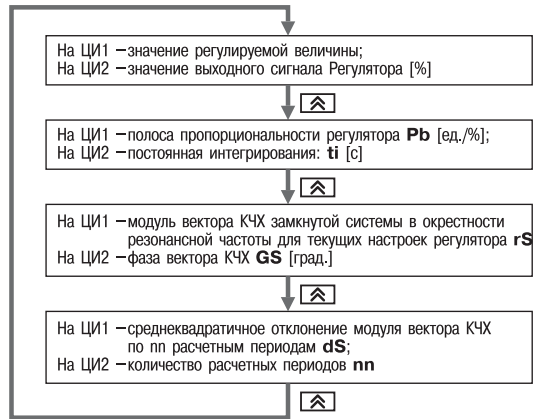 На ЦИ1 –значение регулируемой величины;
На ЦИ2 –значение выходного сигнала Регулятора [%]
На ЦИ1 –полоса пропорциональности регулятора Pb [ед./%];
На ЦИ2 –постоянная интегрирования: ti [с]
На ЦИ1 –модуль вектора КЧХ замкнутой системы в окрестности
резонансной частоты для текущих настроек регулятора rS
На ЦИ2 –фаза вектора КЧХ GS [град.]
На ЦИ1 –среднеквадратичное отклонение модуля вектора КЧХ
по nn расчетным периодам dS;
На ЦИ2 –количество расчетных периодов nn